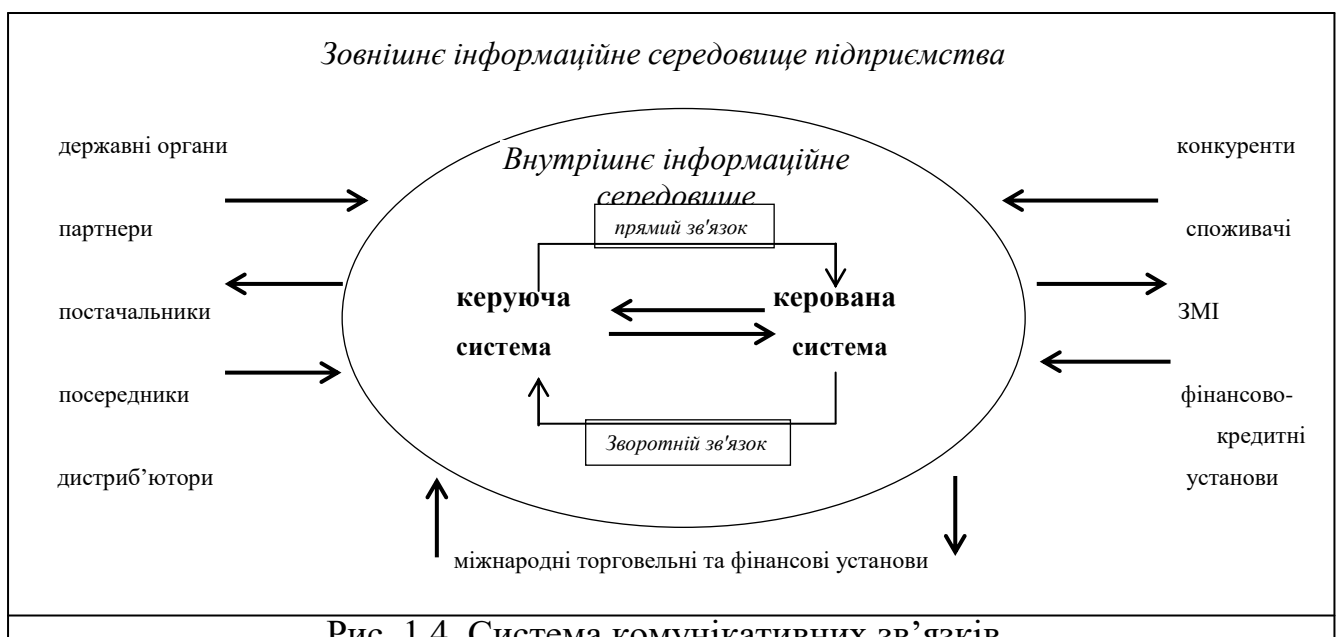 Зовнішнє інформаційне середовище підприємства
державні органи
партнери
постачальники
посередники
дистриб’ютори
Внутрішнє інформаційне
середовище
прямий зв'язок
керуюча
система
керована
система
Зворотній зв'язок
конкуренти
споживачі
ЗМІ
фінансово-
кредитні
установи
міжнародні торговельні та фінансові установи
Рис. 1.4. Система комунікативних зв’язків